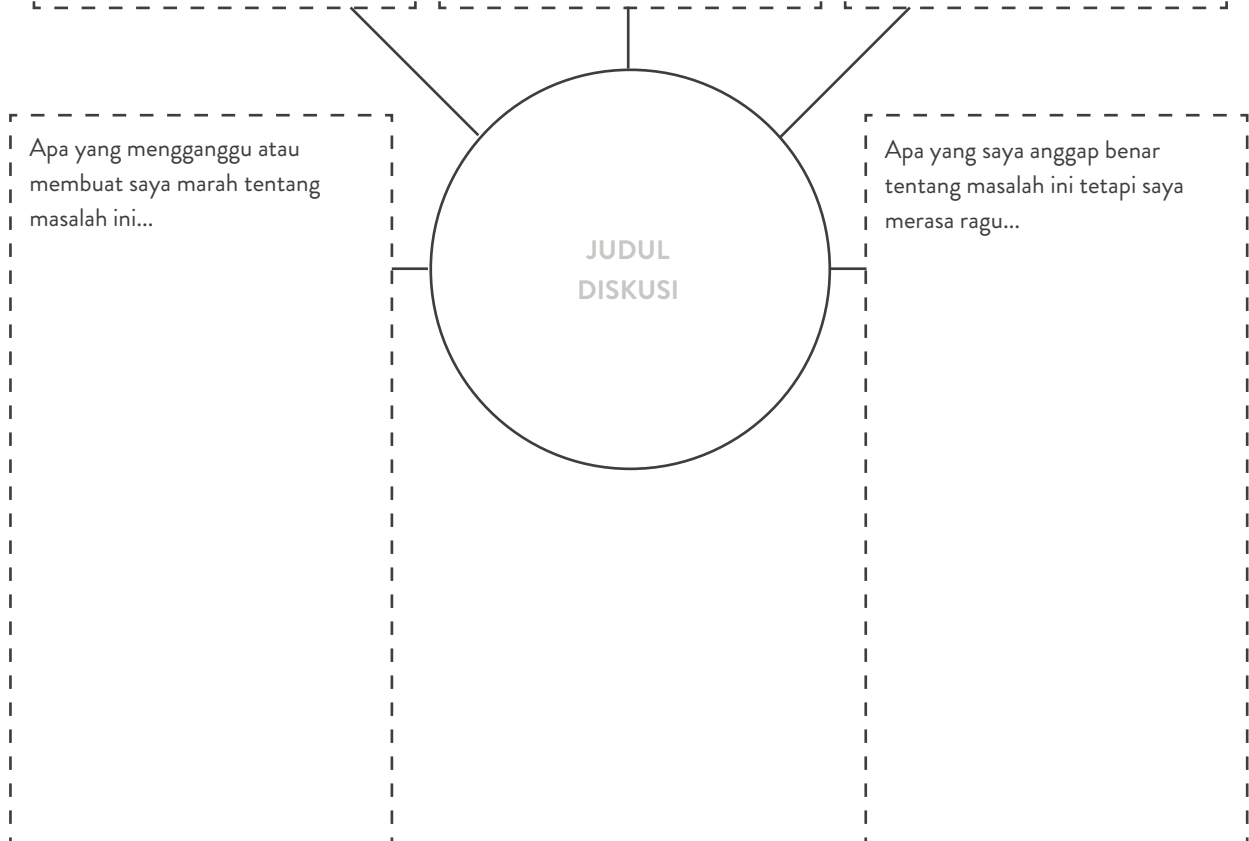 Apa yang mengganggu atau
membuat saya marah tentang
masalah ini...
JUDUL
DISKUSI
Apa yang saya anggap benar
tentang masalah ini tetapi saya
merasa ragu...